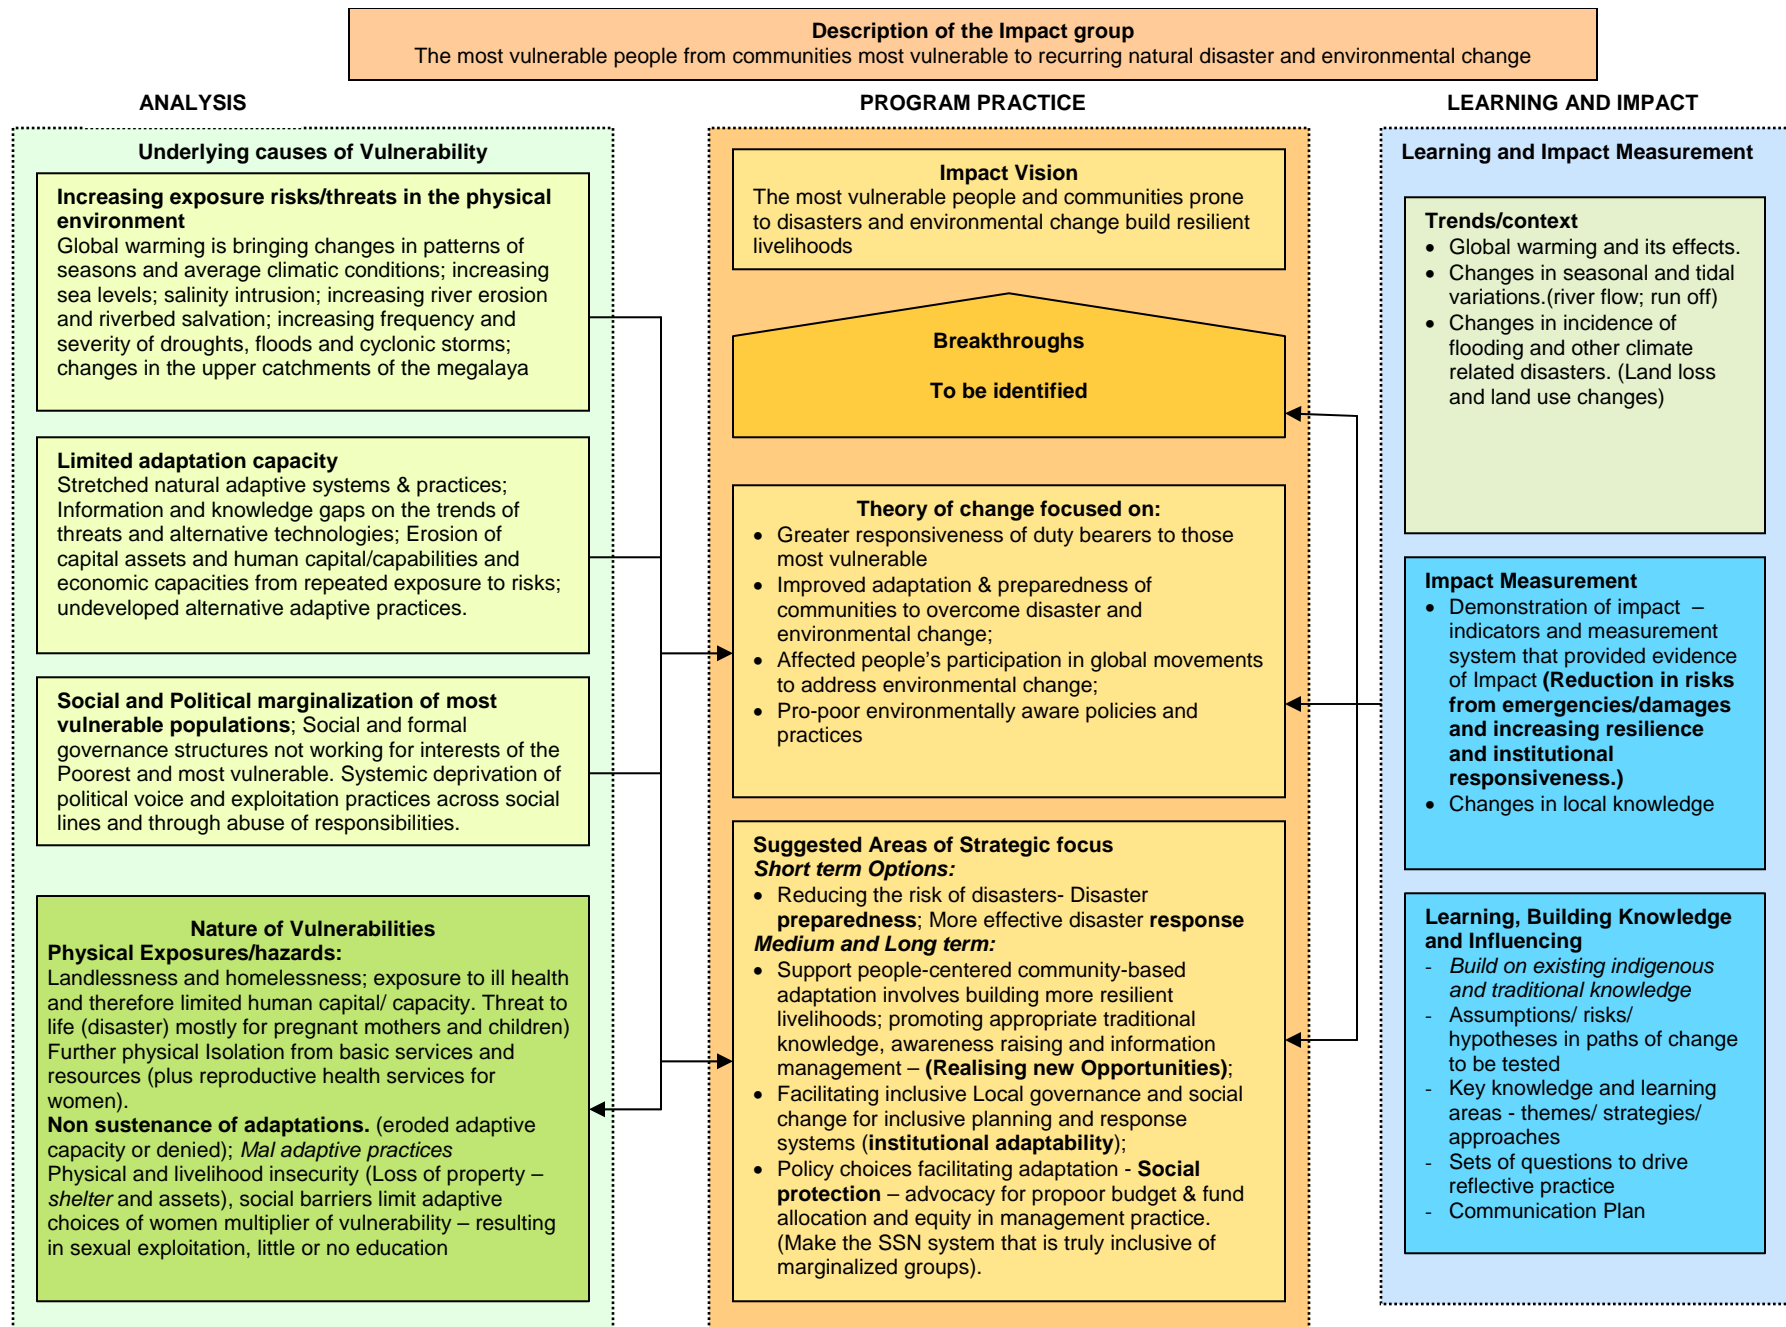 Description of the Impact group
The most vulnerable people from communities most vulnerable to recurring natural disaster and environmental change
ANALYSIS
PROGRAM PRACTICE
LEARNING AND IMPACT
Underlying causes of Vulnerability
Increasing exposure risks/threats in the physical
environment
Global warming is bringing changes in patterns of
seasons and average climatic conditions; increasing
sea levels; salinity intrusion; increasing river erosion
and riverbed salvation; increasing frequency and
severity of droughts, floods and cyclonic storms;
changes in the upper catchments of the megalaya
Limited adaptation capacity
Stretched natural adaptive systems & practices;
Information and knowledge gaps on the trends of
threats and alternative technologies; Erosion of
capital assets and human capital/capabilities and
economic capacities from repeated exposure to risks;
undeveloped alternative adaptive practices.
Social and Political marginalization of most
vulnerable populations; Social and formal
governance structures not working for interests of the
Poorest and most vulnerable. Systemic deprivation of
political voice and exploitation practices across social
lines and through abuse of responsibilities.
Nature of Vulnerabilities
Physical Exposures/hazards:
Landlessness and homelessness; exposure to ill health
and therefore limited human capital/ capacity. Threat to
life (disaster) mostly for pregnant mothers and children)
Further physical Isolation from basic services and
resources (plus reproductive health services for
women).
Non sustenance of adaptations. (eroded adaptive
capacity or denied); Mal adaptive practices
Physical and livelihood insecurity (Loss of property –
shelter and assets), social barriers limit adaptive
choices of women multiplier of vulnerability – resulting
in sexual exploitation, little or no education
Impact Vision
The most vulnerable people and communities prone
to disasters and environmental change build resilient
livelihoods
Breakthroughs
To be identified
Theory of change focused on:
• Greater responsiveness of duty bearers to those
most vulnerable
• Improved adaptation & preparedness of
communities to overcome disaster and
environmental change;
• Affected people's participation in global movements
to address environmental change;
• Pro-poor environmentally aware policies and
practices
Suggested Areas of Strategic focus
Short term Options:
• Reducing the risk of disasters- Disaster
preparedness; More effective disaster response
Medium and Long term:
• Support people-centered community-based
adaptation involves building more resilient
livelihoods; promoting appropriate traditional
knowledge, awareness raising and information
management – (Realising new Opportunities);
• Facilitating inclusive Local governance and social
change for inclusive planning and response
systems (institutional adaptability);
• Policy choices facilitating adaptation - Social
protection – advocacy for propoor budget & fund
allocation and equity in management practice.
(Make the SSN system that is truly inclusive of
marginalized groups).
Learning and Impact Measurement
Trends/context
• Global warming and its effects.
• Changes in seasonal and tidal
variations.(river flow; run off)
• Changes in incidence of
flooding and other climate
related disasters. (Land loss
and land use changes)
Impact Measurement
• Demonstration of impact –
indicators and measurement
system that provided evidence
of Impact (Reduction in risks
from emergencies/damages
and increasing resilience
and institutional
responsiveness.)
• Changes in local knowledge
Learning, Building Knowledge
and Influencing
- Build on existing indigenous
and traditional knowledge
- Assumptions/ risks/
hypotheses in paths of change
to be tested
- Key knowledge and learning
areas - themes/ strategies/
approaches
- Sets of questions to drive
reflective practice
- Communication Plan